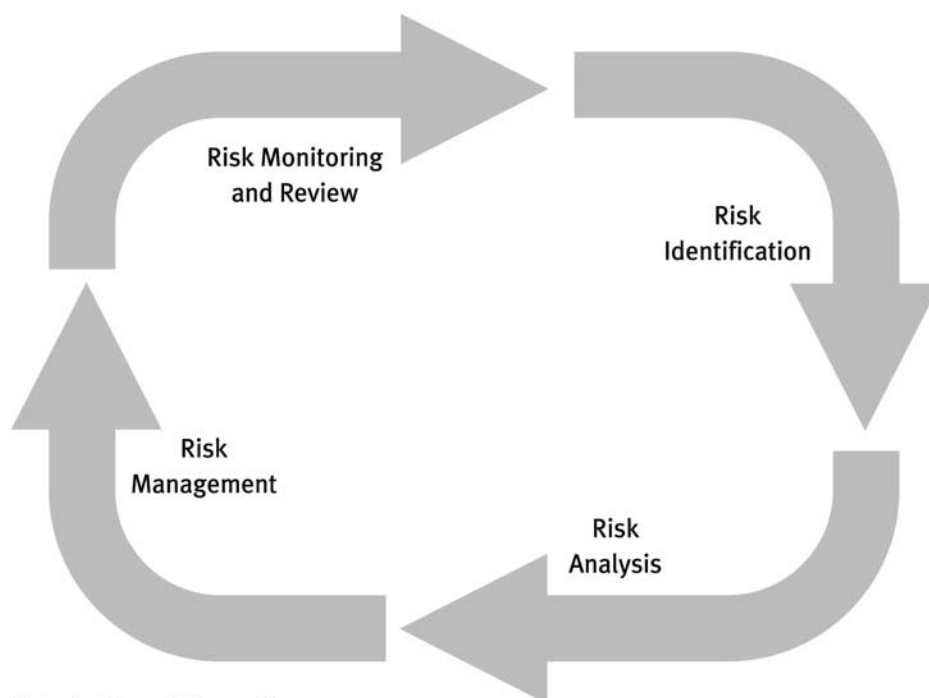 Risk Monitoring
and Review
Risk
Identification
Risk
Management
Risk
Analysis